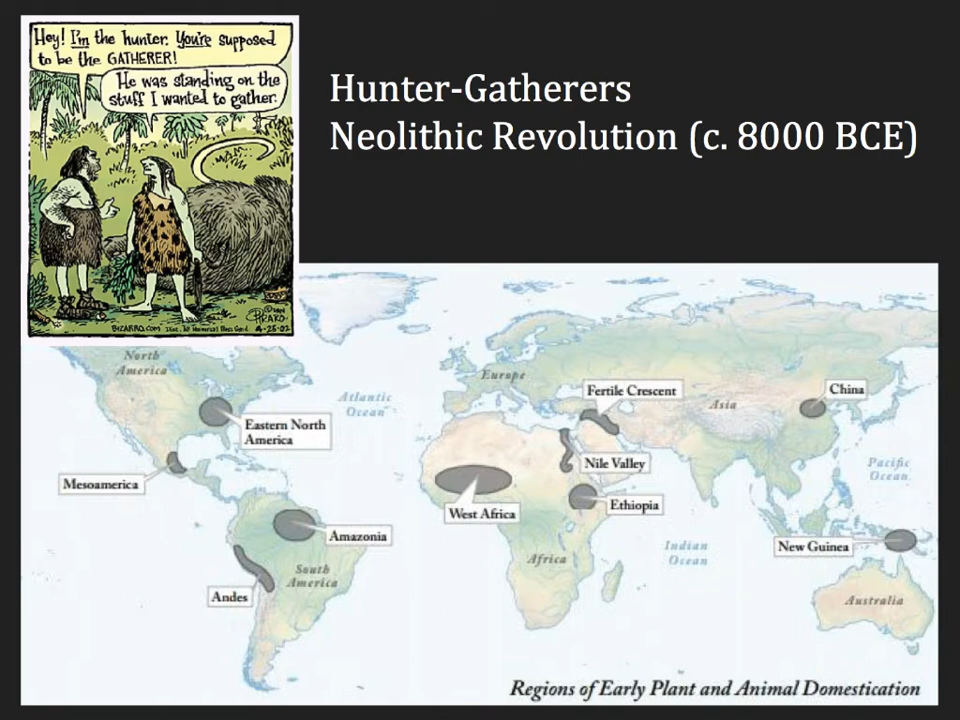 Hey! I'm the hunter. You're supposed
to be the GATHERER!
He was standing on the
stuff I wanted to gather.
BIZARRO.COM
4-25-02
Hunter-Gatherers
Neolithic Revolution (c. 8000 BCE)
North
America
Atlantic
Ocean
Europe
Fertile Crescent
Asia
China
Eastern North
America
Mesoamerica
Nile Valley
Pacific
Ocean
West Africa
Ethiopia
Amazonia
New Guinea
Africa
Indian
Ocean
South
America
Andes
Australia
Regions of Early Plant and Animal Domestication